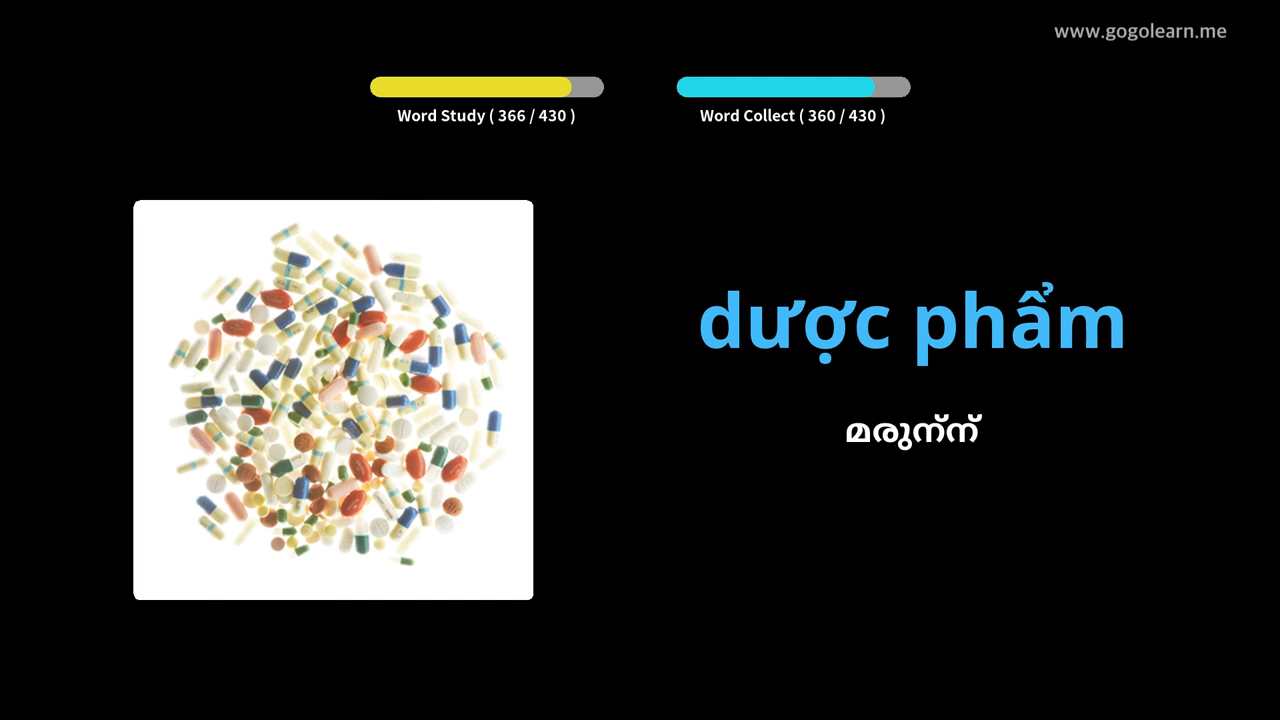 www.gogolearn.me
Word Study ( 366 / 430 )
Word Collect ( 360 / 430 )
dược phẩm
മരുന്ന്